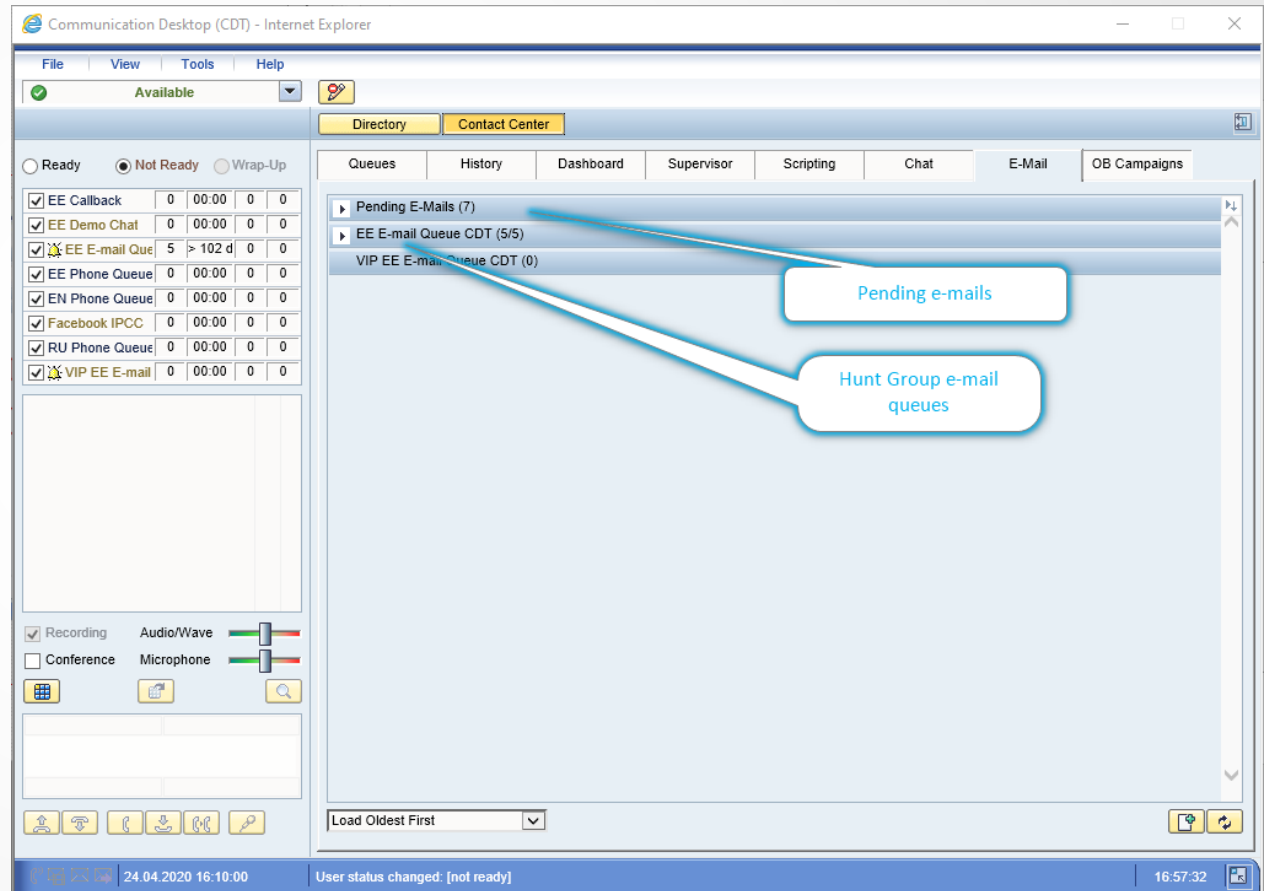 Communication Desktop (CDT) - Internet Explorer
File View Tools Help
Available
Directory Contact Center
Ready Not Ready Wrap-Up
Queues History Dashboard Supervisor Scripting Chat E-Mail OB Campaigns
EE Callback 0 00:00 0 0
EE Demo Chat 0 00:00 0 0
EE E-mail Que 5 > 102 d 0 0
EE Phone Queue 0 00:00 0 0
EN Phone Queue 0 00:00 0 0
Facebook IPCC 0 00:00 0 0
RU Phone Queue 0 00:00 0 0
VIP EE E-mail 0 00:00 0 0
Pending E-Mails (7)
EE E-mail Queue CDT (5/5)
VIP EE E-mail Queue CDT (0)
Pending e-mails
Hunt Group e-mail
queues
Recording Audio/Wave
Conference Microphone
Load Oldest First
24.04.2020 16:10:00 User status changed: [not ready] 16:57:32